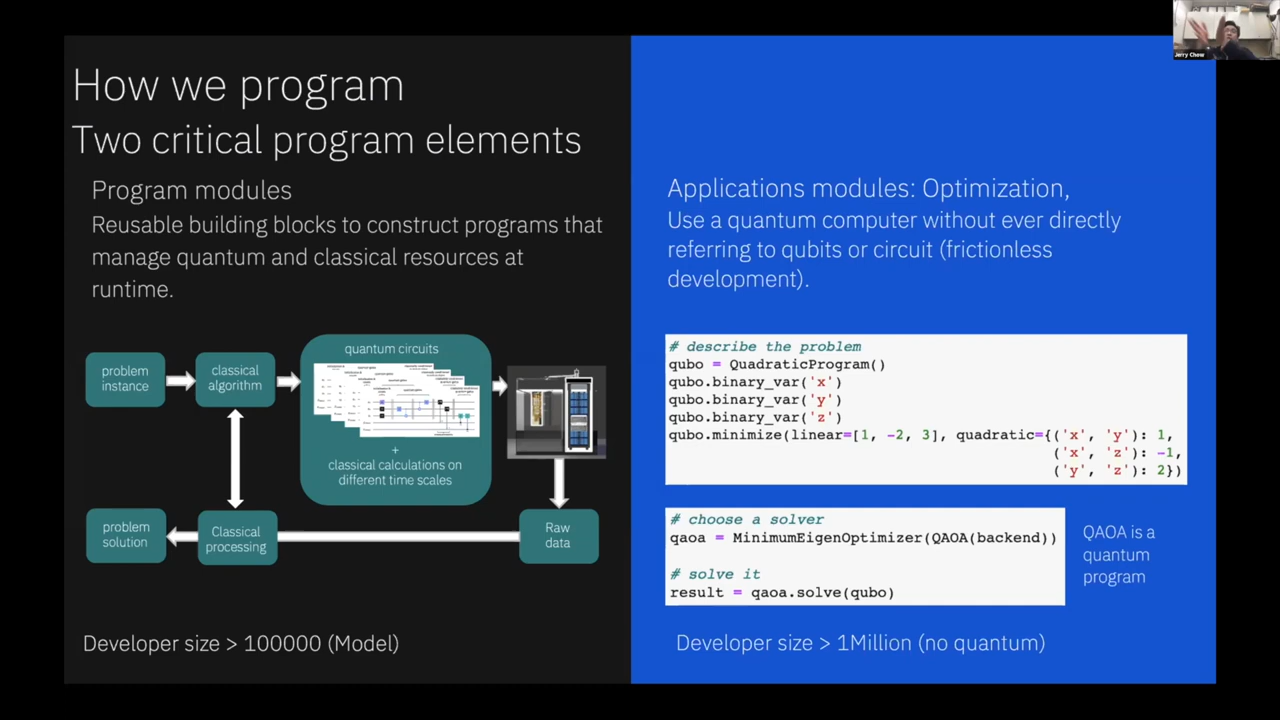 How we program
Two critical program elements
Program modules
Reusable building blocks to construct programs that
manage quantum and classical resources at
runtime.
problem
instance
classical
algorithm
quantum circuits
+
classical calculations on
different time scales
problem
solution
Classical
processing
Raw
data
Developer size > 100000 (Model)
Applications modules: Optimization,
Use a quantum computer without ever directly
referring to qubits or circuit (frictionless
development).
# describe the problem
qubo = QuadraticProgram()
qubo.binary_var('x')
qubo.binary_var('y')
qubo.binary_var('z')
qubo.minimize(linear=[1, -2, 3], quadratic={('x', 'y'): 1,
('x', 'z'): -1,
('y', 'z'): 2})
# choose a solver
qaoa = MinimumEigenOptimizer(QAOA(backend))
# solve it
result = qaoa.solve(qubo)
QAOA is a
quantum
program
Developer size > 1Million (no quantum)
Jerry Chow